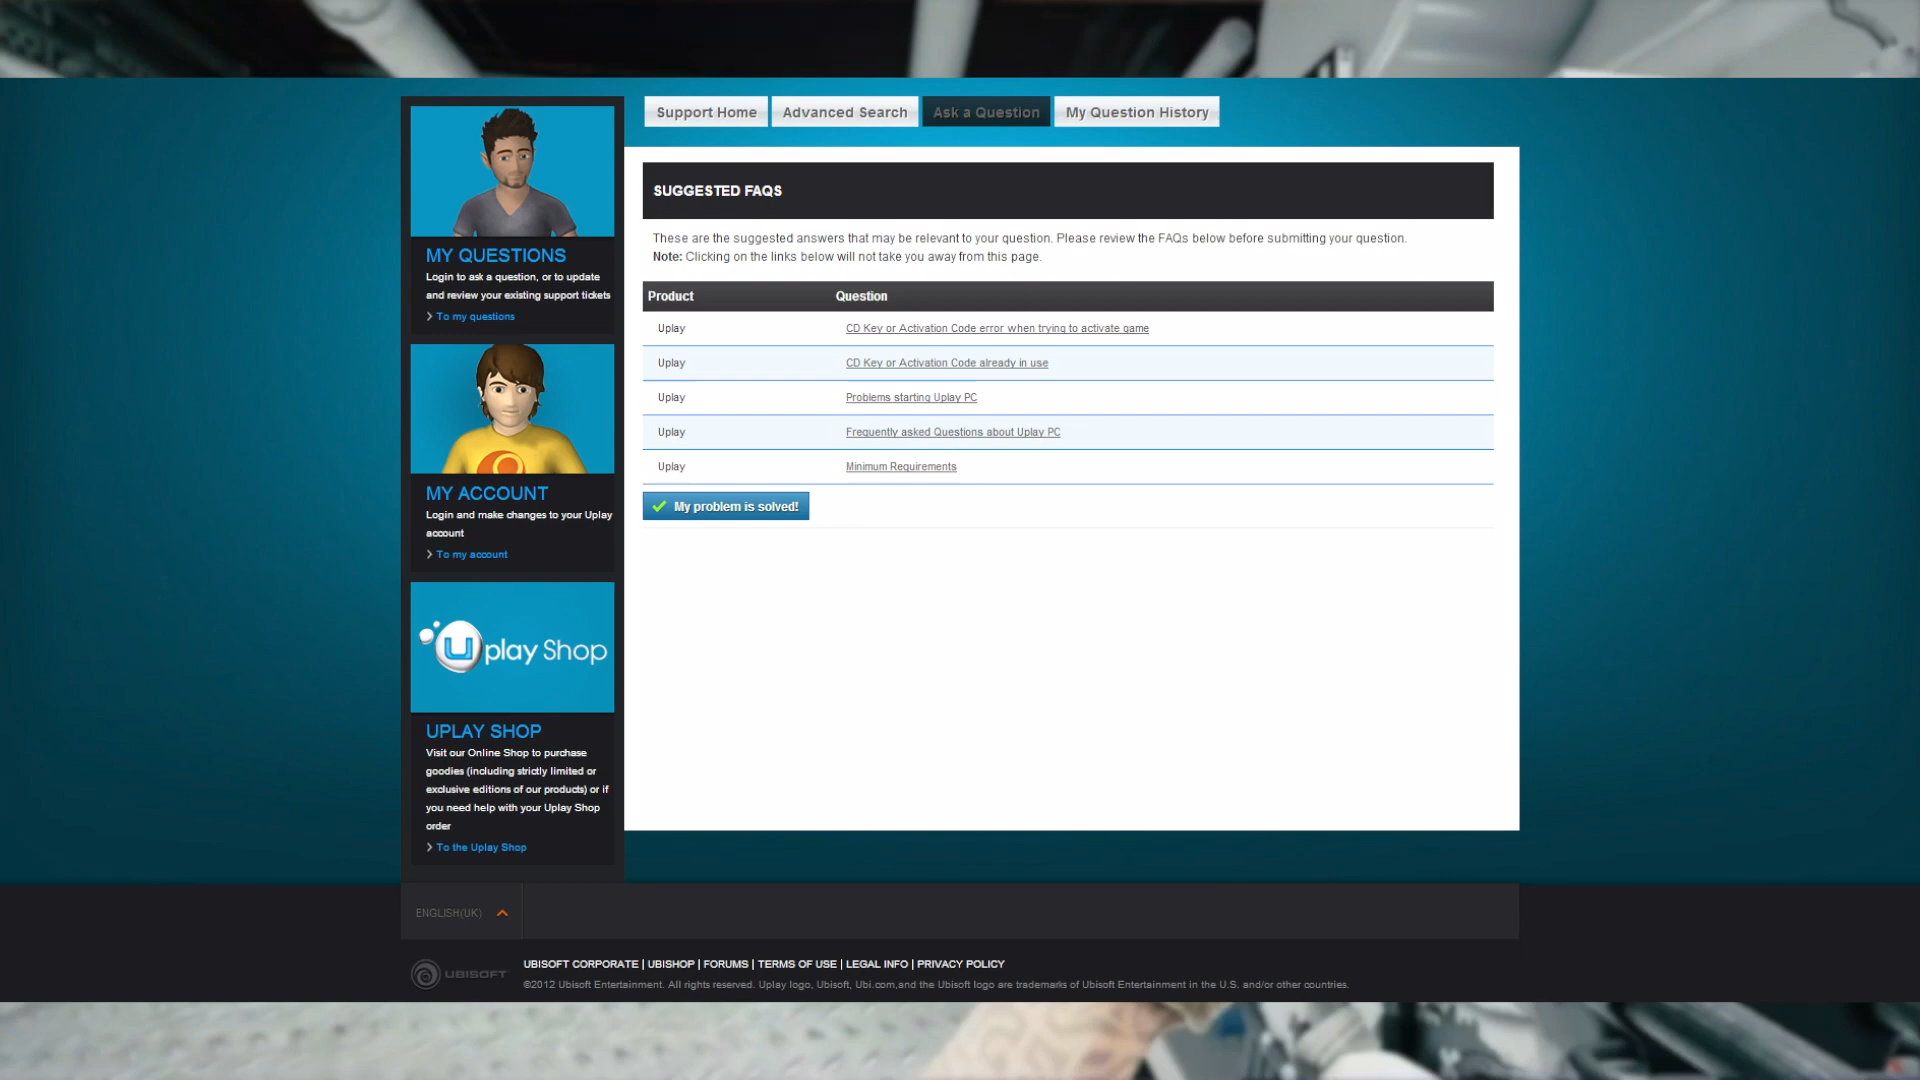 Support Home
Advanced Search
Ask a Question
My Question History
MY QUESTIONS
Login to ask a question, or to update
and review your existing support tickets
To my questions
MY ACCOUNT
Login and make changes to your Uplay
account
To my account
Uplay Shop
UPLAY SHOP
Visit our Online Shop to purchase
goodies (including strictly limited or
exclusive editions of our products) or if
you need help with your Uplay Shop
order
To the Uplay Shop
SUGGESTED FAQS
These are the suggested answers that may be relevant to your question. Please review the FAQs below before submitting your question.
Note: Clicking on the links below will not take you away from this page.
Product Question
Uplay CD Key or Activation Code error when trying to activate game
Uplay CD Key or Activation Code already in use
Uplay Problems starting Uplay PC
Uplay Frequently asked Questions about Uplay PC
Uplay Minimum Requirements
My problem is solved!
ENGLISH(UK)
UBISOFT
UBISOFT CORPORATE | UBISHOP | FORUMS | TERMS OF USE | LEGAL INFO | PRIVACY POLICY
©2012 Ubisoft Entertainment. All rights reserved. Uplay logo, Ubisoft, Ubi.com,and the Ubisoft logo are trademarks of Ubisoft Entertainment in the U.S. and/or other countries.